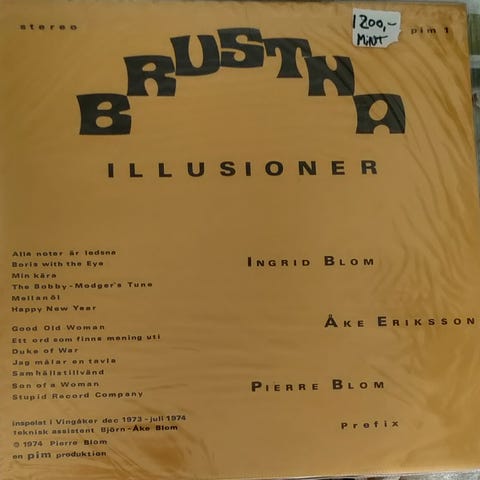 stereo
1200,-
MINT
pim 1
BRUSTNA
ILLUSIONER
Alla noter är ledsna
Boris with the Eye
Min kära
The Bobby-Modger's Tune
Mellanöl
Happy New Year
Good Old Woman
Ett ord som finns mening uti
Duke of War
Jag målar en tavla
Samhällstillvänd
Son of a Woman
Stupid Record Company
INGRID BLOM
ÅKE ERIKSSON
PIERRE BLOM
Prefix
inspelat i Vingåker dec 1973-juli 1974
teknisk assistent Björn-Åke Blom
© 1974 Pierre Blom
en pim produktion